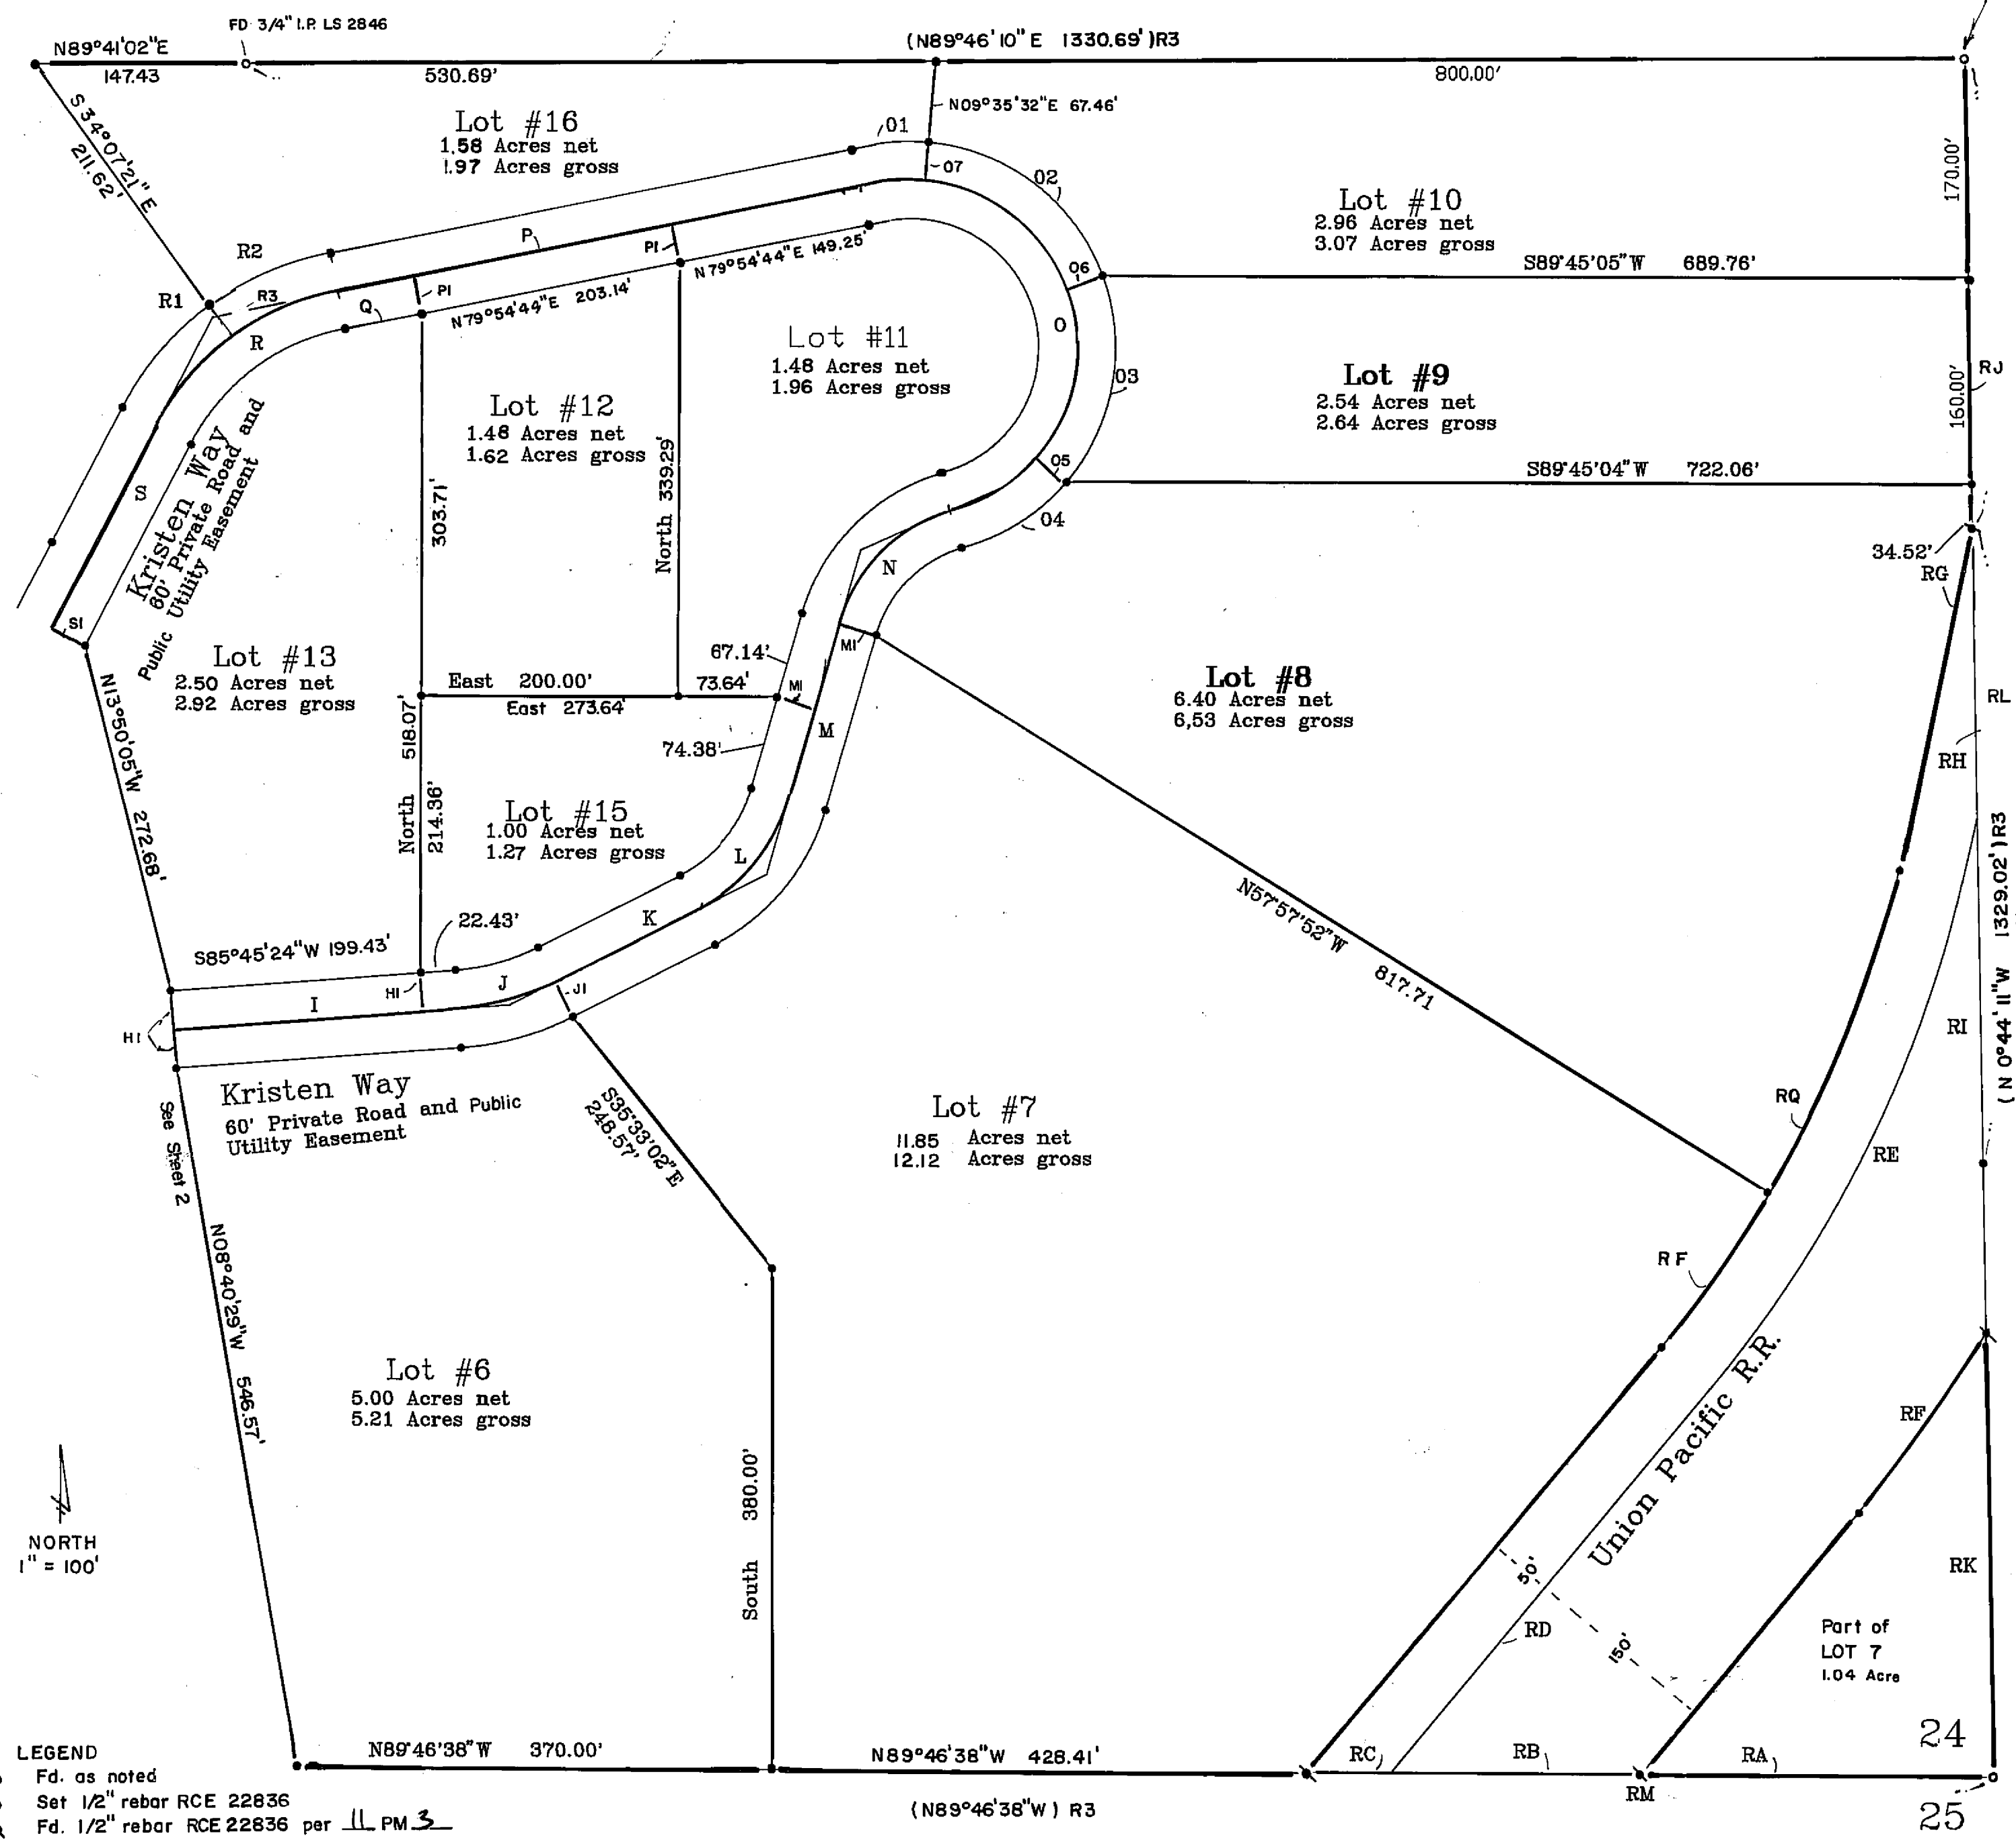 FD 3/4" I.P. LS 2846
N89°41'02"E
147.43
530.69'
(N89°46'10"E 1330.69')R3
800.00'
S34°07'21"E
211.62'
N09°35'32"E 67.46'
Lot #16
1.58 Acres net
1.97 Acres gross
01
07
02
170.00'
Lot #10
2.96 Acres net
3.07 Acres gross
S89°45'05"W 689.76'
R2
R1
R3
P
P1
P1
Q
N79°54'44"E 203.14'
N79°54'44"E 149.25'
06
O
R
Lot #11
1.48 Acres net
1.96 Acres gross
03
Lot #9
2.54 Acres net
2.64 Acres gross
RJ
160.00'
Lot #12
1.48 Acres net
1.62 Acres gross
303.71'
North 339.29'
05
S89°45'04"W 722.06'
04
S
Kristen Way
60' Private Road and
Public Utility Easement
N
34.52'
RG
S1
M1
67.14'
Lot #13
2.50 Acres net
2.92 Acres gross
East 200.00'
73.64'
East 273.64'
M1
M
74.38'
Lot #8
6.40 Acres net
6,53 Acres gross
RL
RH
N13°50'05"W 272.68'
North 518.07'
214.36'
Lot #15
1.00 Acres net
1.27 Acres gross
L
K
22.43'
S85°45'24"W 199.43'
I
H1
J
J1
H1
N57°57'52"W 817.71
(N 0°44'11"W 1329.02')R3
RI
RQ
RE
Kristen Way
60' Private Road and Public
Utility Easement
See Sheet 2
S35°33'02"E
248.57'
Lot #7
11.85 Acres net
12.12 Acres gross
RF
N08°40'29"W 546.57'
Lot #6
5.00 Acres net
5.21 Acres gross
South 380.00'
Union Pacific R.R.
RF
RK
50'
150'
RD
Part of
LOT 7
1.04 Acre
NORTH
1" = 100'
24
N89°46'38"W 370.00'
N89°46'38"W 428.41'
RC
RB
RA
RM
(N89°46'38"W) R3
25
LEGEND
Fd. as noted
Set 1/2" rebar RCE 22836
Fd. 1/2" rebar RCE 22836 per 11 PM 3